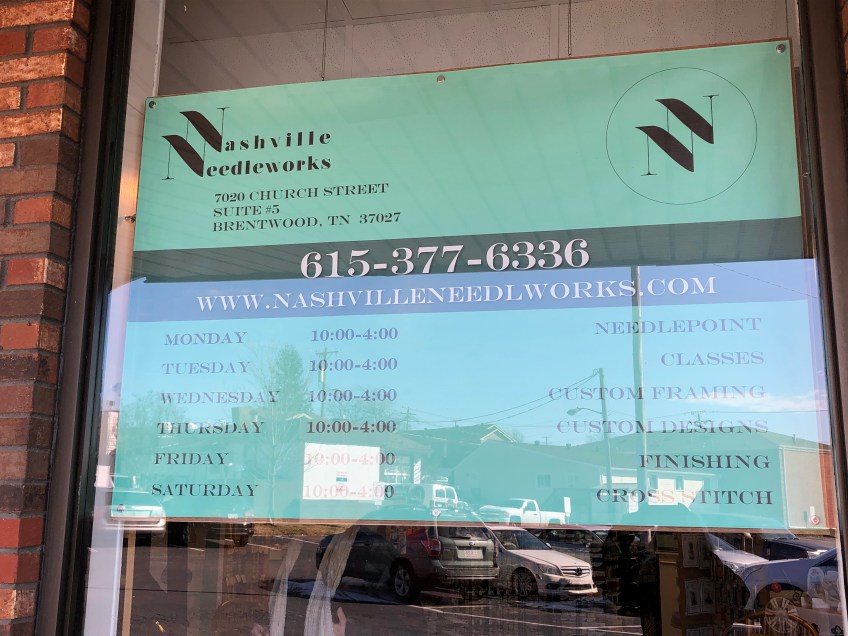 Nashville
Needleworks
7020 CHURCH STREET
SUITE #5
BRENTWOOD, TN 37027
615-377-6336
WWW.NASHVILLENEEDLWORKS.COM
MONDAY 10:00-4:00 NEEDLEPOINT
TUESDAY 10:00-4:00 CLASSES
WEDNESDAY 10:00-4:00 CUSTOM FRAMING
THURSDAY 10:00-4:00 CUSTOM DESIGNS
FRIDAY 10:00-4:00 FINISHING
SATURDAY 10:00-4:00 CROSS STITCH